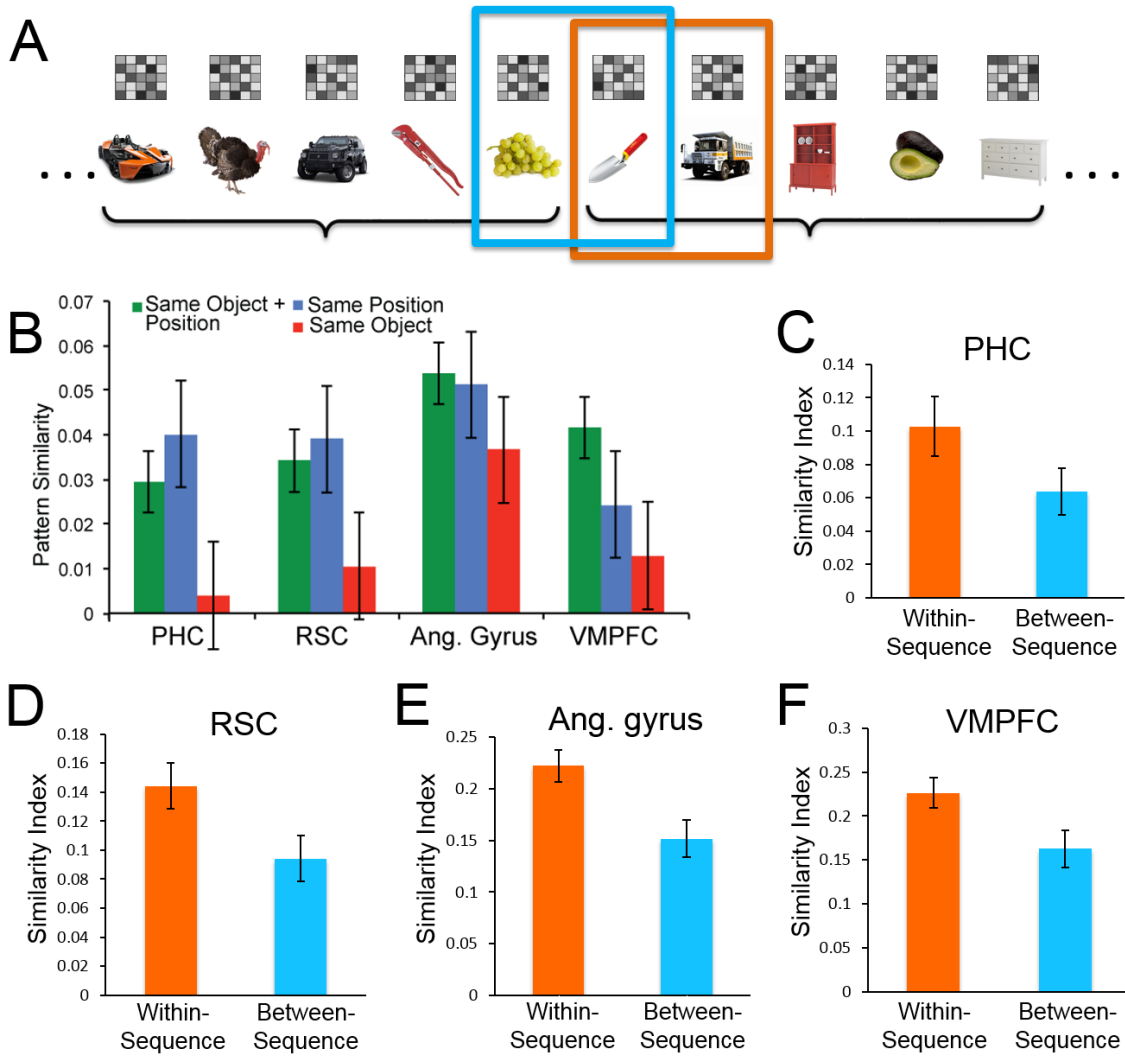 A
. . .
. . .
B
0.07
0.06
0.05
0.04
0.03
0.02
0.01
0
Pattern Similarity
Same Object +
Position
Same Position
Same Object
PHC
RSC
Ang. Gyrus
VMPFC
C
PHC
Similarity Index
0.14
0.12
0.1
0.08
0.06
0.04
0.02
0
Within-
Sequence
Between-
Sequence
D
RSC
Similarity Index
0.18
0.16
0.14
0.12
0.1
0.08
0.06
0.04
0.02
0
Within-
Sequence
Between-
Sequence
E
Ang. gyrus
Similarity Index
0.25
0.2
0.15
0.1
0.05
0
Within-
Sequence
Between-
Sequence
F
VMPFC
Similarity Index
0.3
0.25
0.2
0.15
0.1
0.05
0
Within-
Sequence
Between-
Sequence